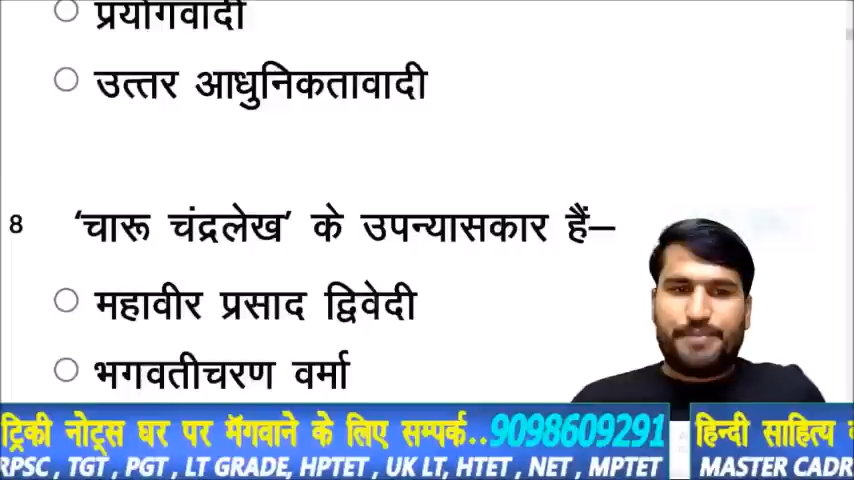 प्रयोगवादी
उत्तर आधुनिकतावादी
8 ‘चारू चंद्रलेख’ के उपन्यासकार हैं–
महावीर प्रसाद द्विवेदी
भगवतीचरण वर्मा
ट्रिकी नोट्स घर पर मॅगवाने के लिए सम्पर्क..9098609291 हिन्दी साहित्य
RPSC , TGT , PGT , LT GRADE, HPTET , UK LT, HTET , NET , MPTET MASTER CADR